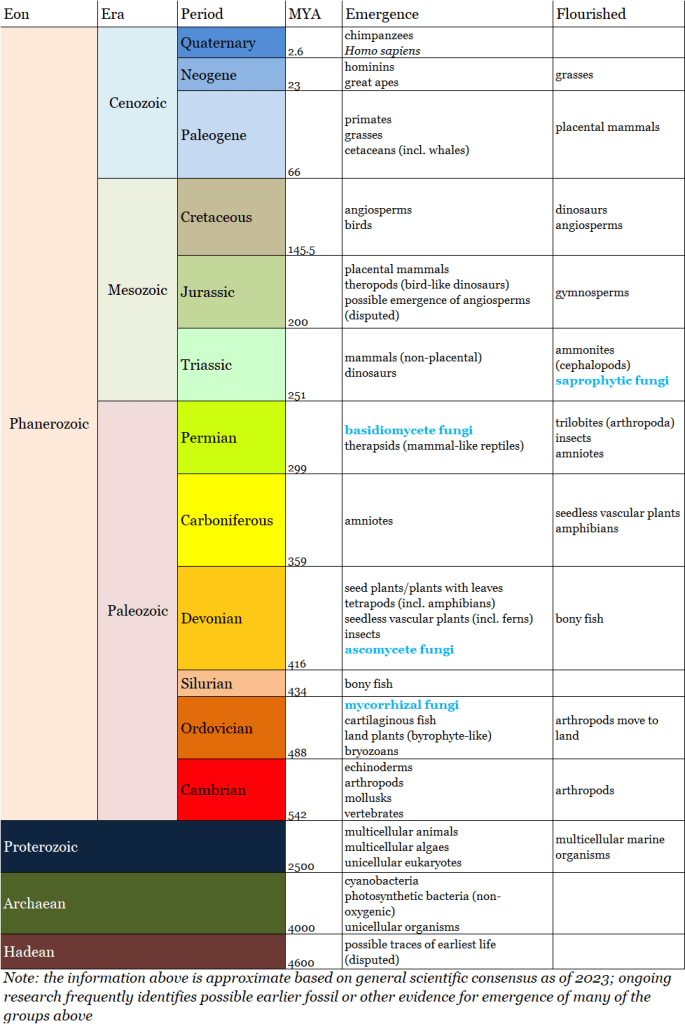 Eon Era Period MYA Emergence Flourished
Phanerozoic
Cenozoic
Quaternary
2.6
chimpanzees
Homo sapiens
Neogene
23
hominins
great apes
grasses
Paleogene
66
primates
grasses
cetaceans (incl. whales)
placental mammals
Mesozoic
Cretaceous
145.5
angiosperms
birds
dinosaurs
angiosperms
Jurassic
200
placental mammals
theropods (bird-like dinosaurs)
possible emergence of angiosperms
(disputed)
gymnosperms
Triassic
251
mammals (non-placental)
dinosaurs
ammonites
(cephalopods)
saprophytic fungi
Paleozoic
Permian
299
basidiomycete fungi
therapsids (mammal-like reptiles)
trilobites (arthropoda)
insects
amniotes
Carboniferous
359
amniotes
seedless vascular plants
amphibians
Devonian
416
seed plants/plants with leaves
tetrapods (incl. amphibians)
seedless vascular plants (incl. ferns)
insects
ascomycete fungi
bony fish
Silurian
434
bony fish
Ordovician
488
mycorrhizal fungi
cartilaginous fish
land plants (byrophyte-like)
bryozoans
arthropods move to
land
Cambrian
542
echinoderms
arthropods
mollusks
vertebrates
arthropods
Proterozoic
2500
multicellular animals
multicellular algaes
unicellular eukaryotes
multicellular marine
organisms
Archaean
4000
cyanobacteria
photosynthetic bacteria (non-
oxygenic)
unicellular organisms
Hadean
4600
possible traces of earliest life
(disputed)
Note: the information above is approximate based on general scientific consensus as of 2023; ongoing
research frequently identifies possible earlier fossil or other evidence for emergence of many of the
groups above